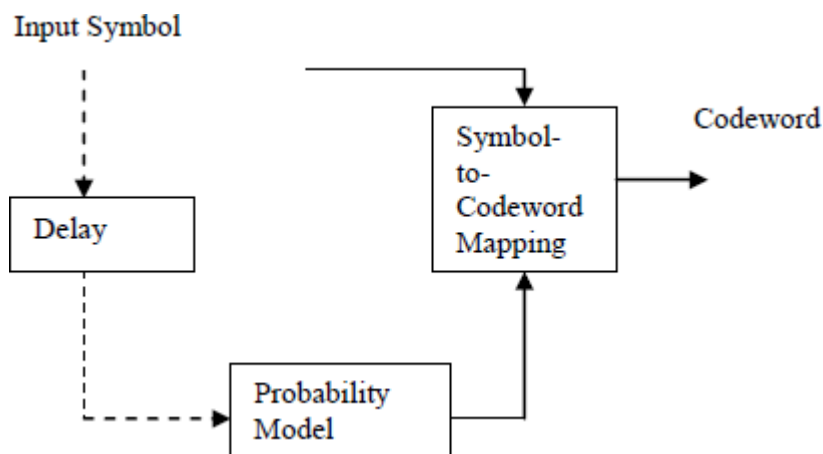 Input Symbol
Codeword
Symbol-
to-
Codeword
Mapping
Delay
Probability
Model